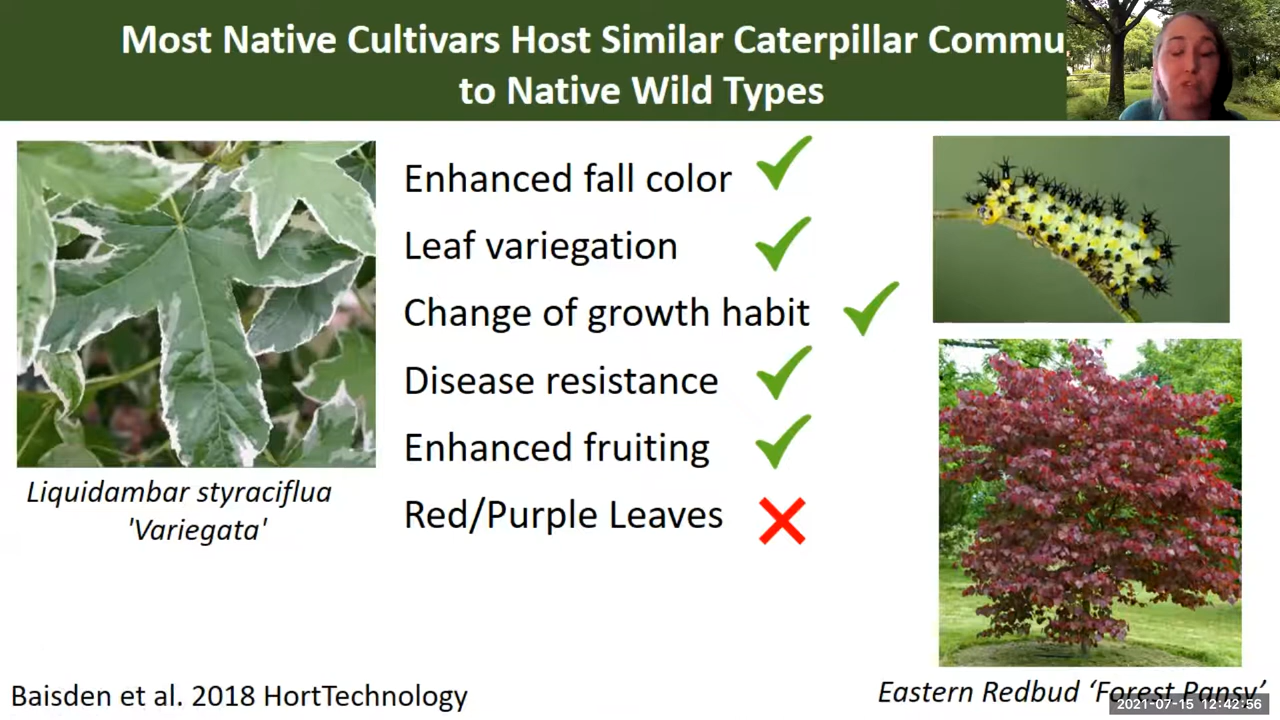 Most Native Cultivars Host Similar Caterpillar
to Native Wild Types
Enhanced fall color
Leaf variegation
Change of growth habit
Disease resistance
Enhanced fruiting
Red/Purple Leaves
Liquidambar styraciflua
'Variegata'
Baisden et al. 2018 HortTechnology
Eastern Redbud ‘Forest Pansy’
2021-07-15 12:42:56